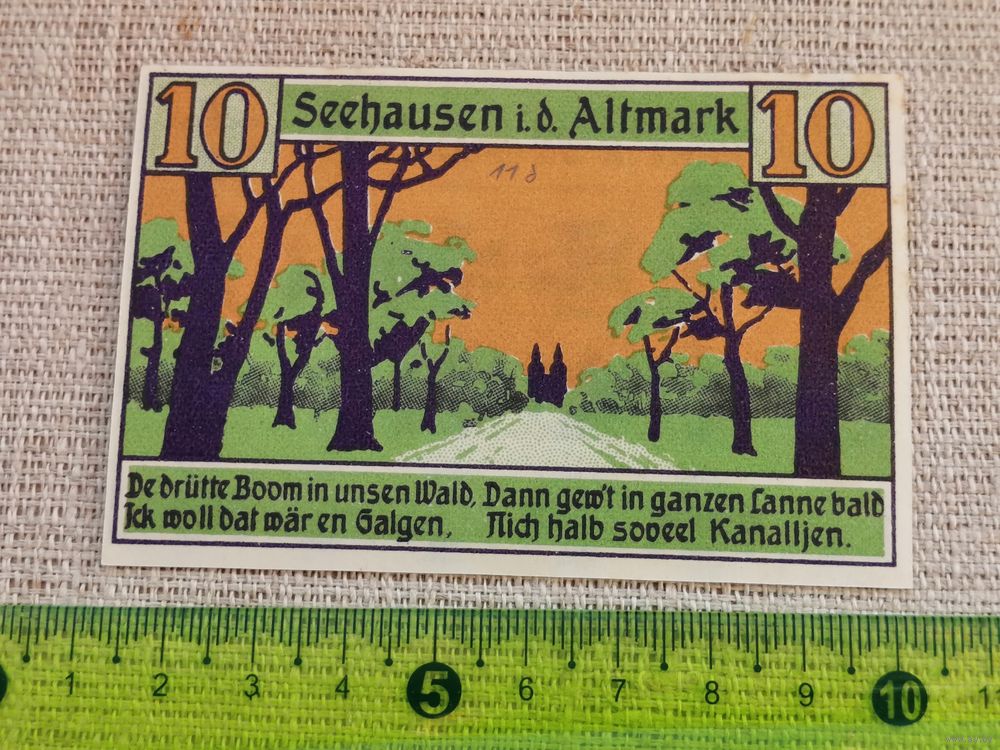 10 Seehausen i. d. Altmark 10
11 d
De drütte Boom in unsen Wald, Dann gew't in ganzen Lanne bald
Ick woll dat wär en Galgen, Nich halb soveel Kanalljen.
1 2 3 4 5 6 7 8 9 10 11